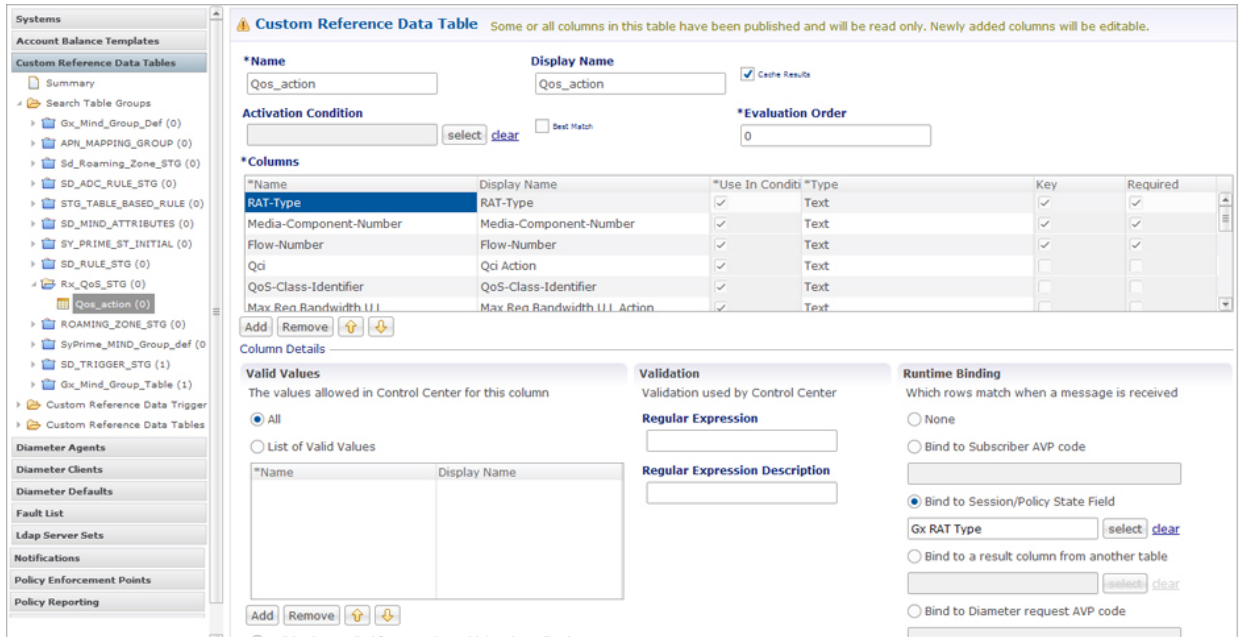 Systems
Account Balance Templates
Custom Reference Data Tables
Summary
Search Table Groups
Gx_Mind_Group_Def (0)
APN_MAPPING_GROUP (0)
Sd_Roaming_Zone_STG (0)
SD_ADC_RULE_STG (0)
STG_TABLE_BASED_RULE (0)
SD_MIND_ATTRIBUTES (0)
SY_PRIME_ST_INITIAL (0)
SD_RULE_STG (0)
Rx_QoS_STG (0)
Qos_action (0)
ROAMING_ZONE_STG (0)
SyPrime_MIND_Group_def (0
SD_TRIGGER_STG (1)
Gx_Mind_Group_Table (1)
Custom Reference Data Trigger
Custom Reference Data Tables
Diameter Agents
Diameter Clients
Diameter Defaults
Fault List
Ldap Server Sets
Notifications
Policy Enforcement Points
Policy Reporting
Custom Reference Data Table Some or all columns in this table have been published and will be read only. Newly added columns will be editable.
*Name Display Name
Qos_action Qos_action Cache Results
Activation Condition *Evaluation Order
select clear Best Match 0
*Columns
*Name Display Name *Use In Conditi *Type Key Required
RAT-Type RAT-Type Text
Media-Component-Number Media-Component-Number Text
Flow-Number Flow-Number Text
Qci Qci Action Text
QoS-Class-Identifier QoS-Class-Identifier Text
Max Req Bandwidth U L Max Req Bandwidth U L Action Text
Add Remove
Column Details
Valid Values Validation Runtime Binding
The values allowed in Control Center for this column Validation used by Control Center Which rows match when a message is received
All Regular Expression None
List of Valid Values Bind to Subscriber AVP code
*Name Display Name Regular Expression Description
Bind to Session/Policy State Field
Gx RAT Type select clear
Bind to a result column from another table
select clear
Add Remove Bind to Diameter request AVP code